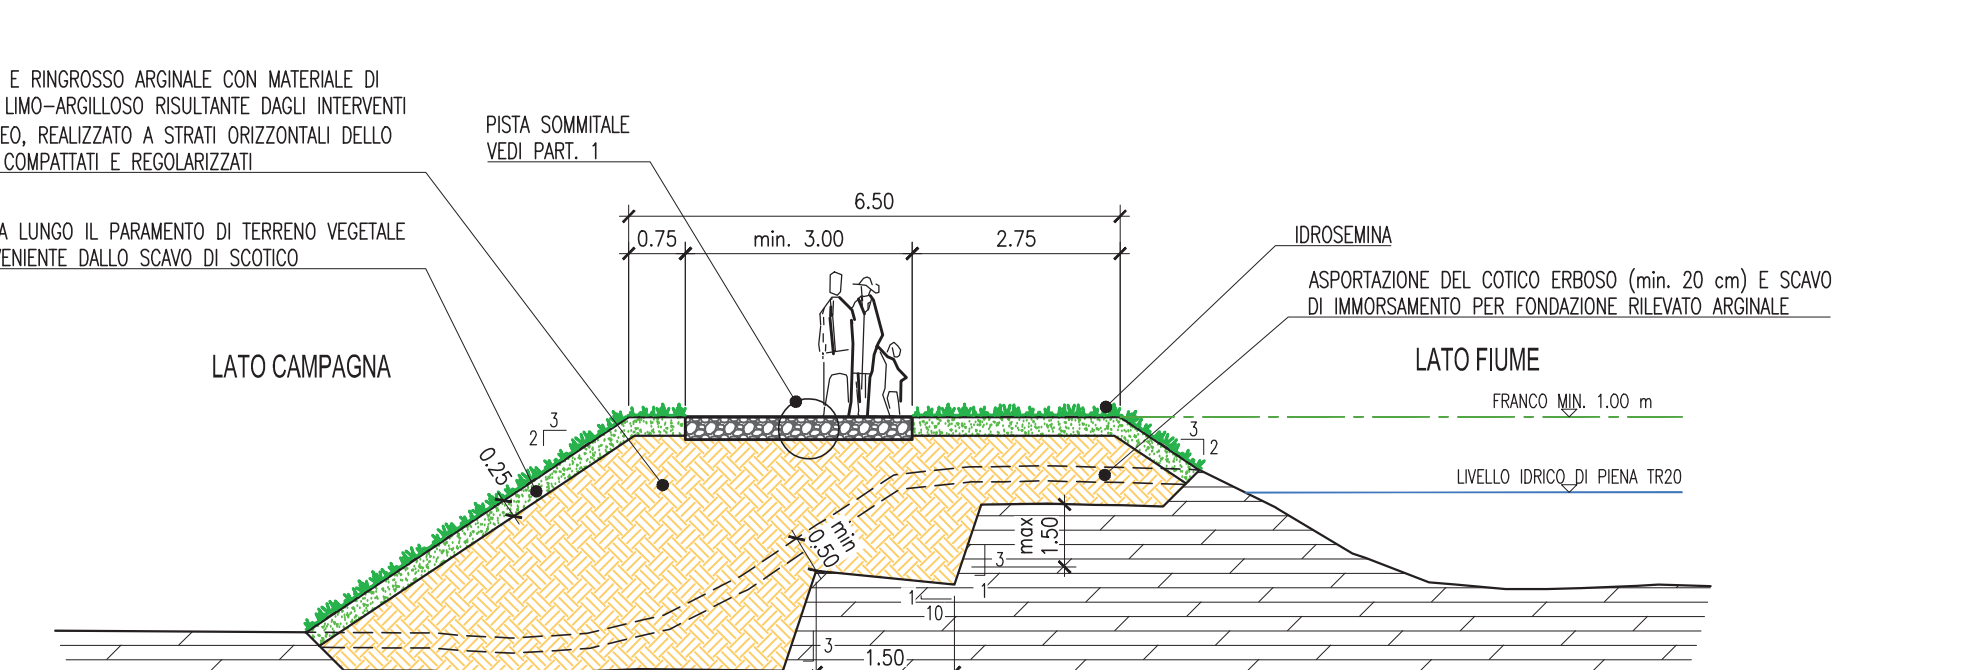 E RINGROSSO ARGINALE CON MATERIALE DI
LIMO-ARGILLOSO RISULTANTE DAGLI INTERVENTI
EO, REALIZZATO A STRATI ORIZZONTALI DELLO
COMPATTATI E REGOLARIZZATI
A LUNGO IL PARAMENTO DI TERRENO VEGETALE
VENIENTE DALLO SCAVO DI SCOTICO
PISTA SOMMITALE
VEDI PART. 1
6.50
0.75
min. 3.00
2.75
IDROSEMINA
ASPORTAZIONE DEL COTICO ERBOSO (min. 20 cm) E SCAVO
DI IMMORSAMENTO PER FONDAZIONE RILEVATO ARGINALE
LATO CAMPAGNA
LATO FIUME
FRANCO MIN. 1.00 m
3
2
3
2
0.25
LIVELLO IDRICO DI PIENA TR20
min
0.50
max
1.50
3
1
1
10
3
1.50